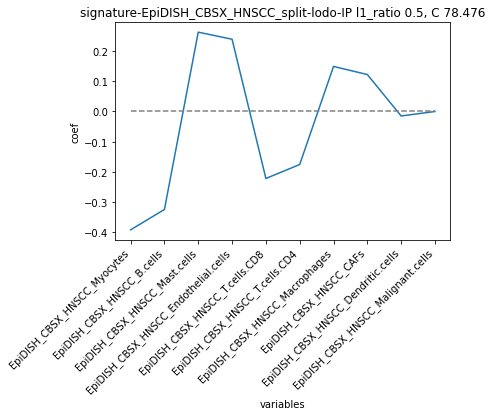 signature-EpiDISH_CBSX_HNSCC_split-lodo-IP l1_ratio 0.5, C 78.476
0.2
0.1
0.0
−0.1
−0.2
−0.3
−0.4
coef
EpiDISH_CBSX_HNSCC_Myocytes
EpiDISH_CBSX_HNSCC_B.cells
EpiDISH_CBSX_HNSCC_Mast.cells
EpiDISH_CBSX_HNSCC_Endothelial.cells
EpiDISH_CBSX_HNSCC_T.cells.CD8
EpiDISH_CBSX_HNSCC_T.cells.CD4
EpiDISH_CBSX_HNSCC_Macrophages
EpiDISH_CBSX_HNSCC_CAFs
EpiDISH_CBSX_HNSCC_Dendritic.cells
EpiDISH_CBSX_HNSCC_Malignant.cells
variables